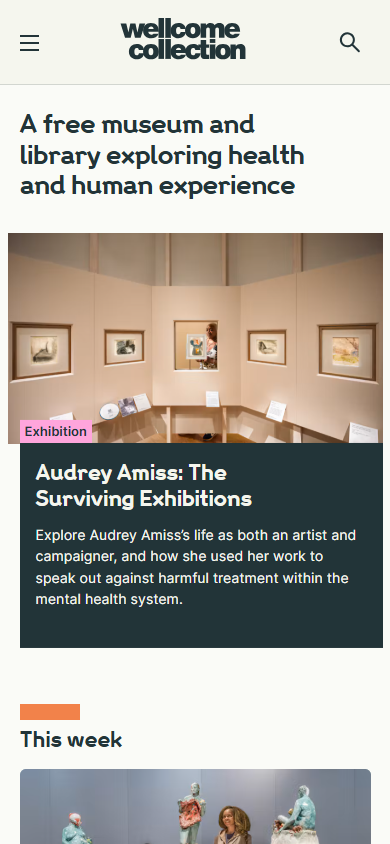 wellcome
collection
A free museum and
library exploring health
and human experience
Exhibition
Audrey Amiss: The
Surviving Exhibitions
Explore Audrey Amiss’s life as both an artist and
campaigner, and how she used her work to
speak out against harmful treatment within the
mental health system.
This week